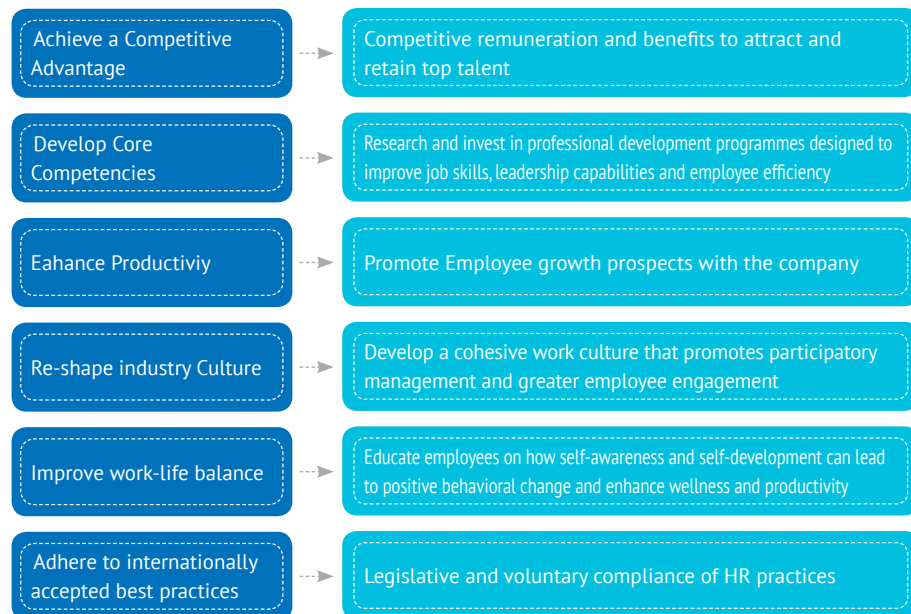 Achieve a Competitive
Advantage
Competitive remuneration and benefits to attract and
retain top talent
Develop Core
Competencies
Research and invest in professional development programmes designed to
improve job skills, leadership capabilities and employee efficiency
Eahance Productiviy
Promote Employee growth prospects with the company
Re-shape industry Culture
Develop a cohesive work culture that promotes participatory
management and greater employee engagement
Improve work-life balance
Educate employees on how self-awareness and self-development can lead
to positive behavioral change and enhance wellness and productivity
Adhere to internationally
accepted best practices
Legislative and voluntary compliance of HR practices